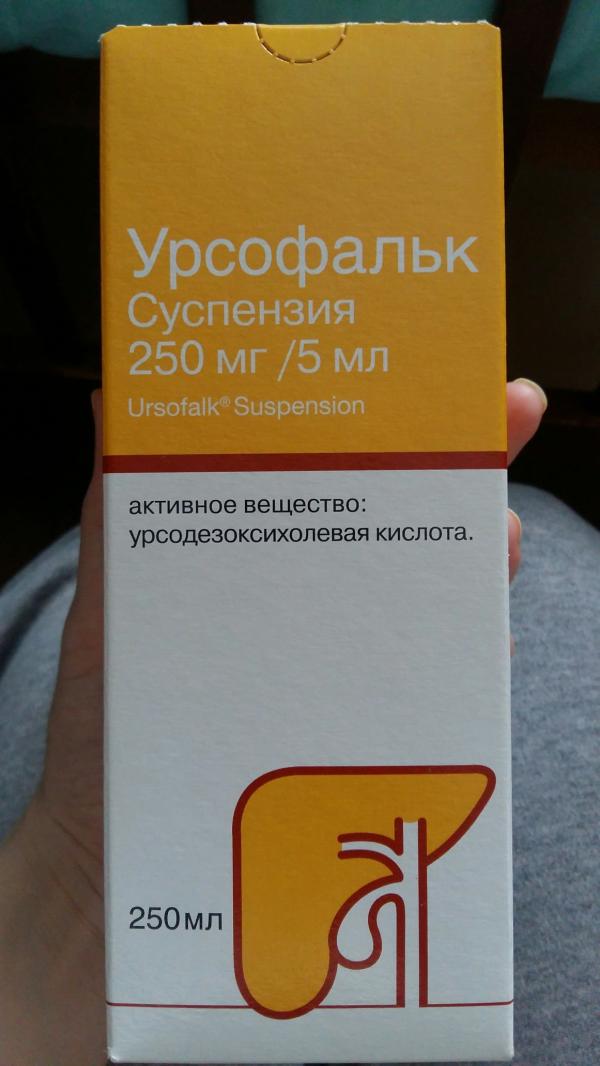 Урсофальк
Суспензия
250 мг /5 мл
Ursofalk® Suspension
активное вещество:
урсодезоксихолевая кислота.
250мл